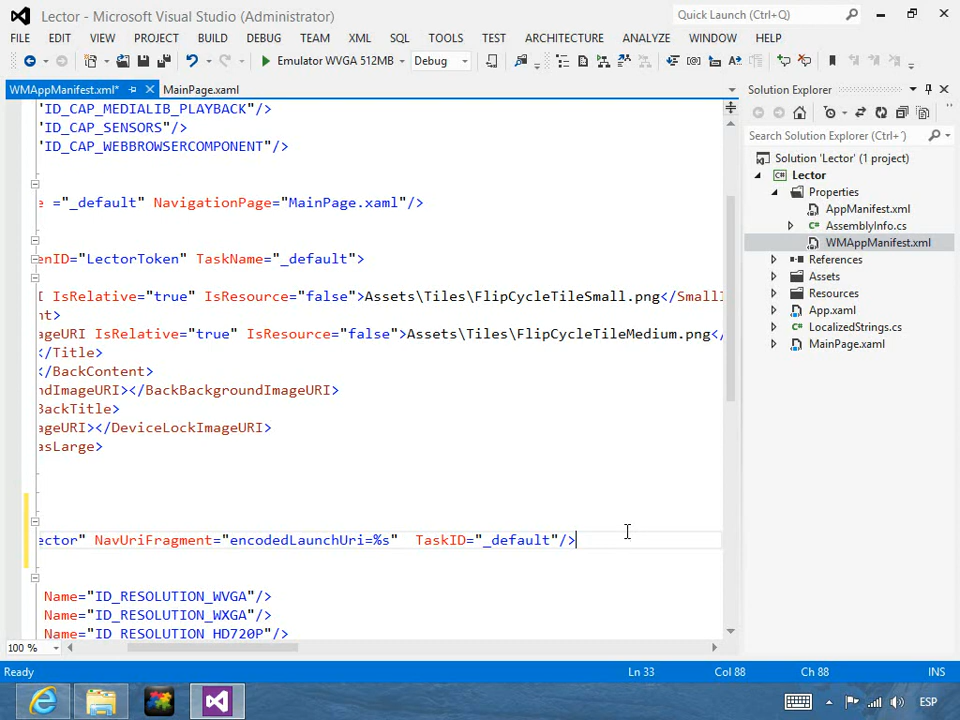 Lector - Microsoft Visual Studio (Administrator)
Quick Launch (Ctrl+Q)
FILE EDIT VIEW PROJECT BUILD DEBUG TEAM XML SQL TOOLS TEST ARCHITECTURE ANALYZE WINDOW HELP
Emulator WVGA 512MB Debug
WMAppManifest.xml* MainPage.xaml
"ID_CAP_MEDIALIB_PLAYBACK"/>
"ID_CAP_SENSORS"/>
"ID_CAP_WEBBROWSERCOMPONENT"/>
e ="_default" NavigationPage="MainPage.xaml"/>
enID="LectorToken" TaskName="_default">
I IsRelative="true" IsResource="false">Assets\Tiles\FlipCycleTileSmall.png</SmallI
nt>
ageURI IsRelative="true" IsResource="false">Assets\Tiles\FlipCycleTileMedium.png</
</Title>
</BackContent>
ndImageURI></BackBackgroundImageURI>
BackTitle>
ageURI></DeviceLockImageURI>
asLarge>
ector" NavUriFragment="encodedLaunchUri=%s"  TaskID="_default"/>
Name="ID_RESOLUTION_WVGA"/>
Name="ID_RESOLUTION_WXGA"/>
Name="ID_RESOLUTION_HD720P"/>
100 %
Solution Explorer
Search Solution Explorer (Ctrl+´)
Solution 'Lector' (1 project)
C# Lector
Properties
AppManifest.xml
AssemblyInfo.cs
WMAppManifest.xml
References
Assets
Resources
App.xaml
LocalizedStrings.cs
MainPage.xaml
Ready Ln 33 Col 88 Ch 88 INS
ESP